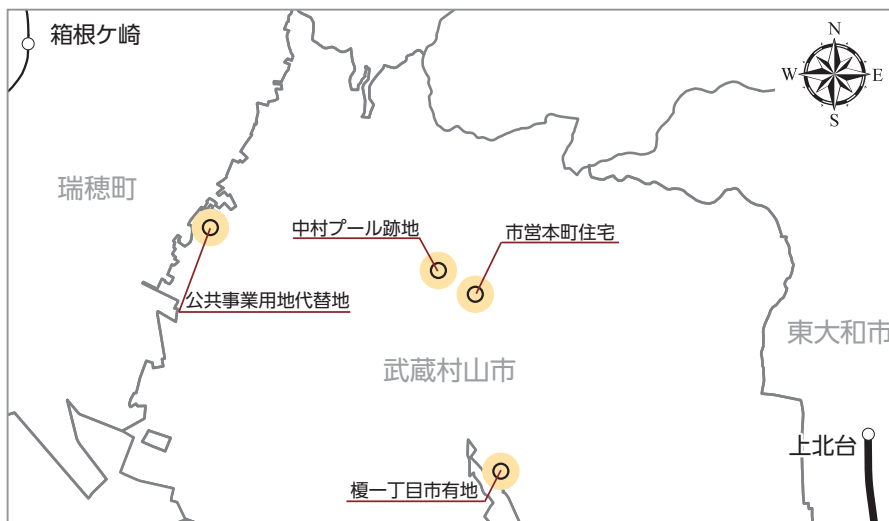 箱根ケ崎
N
W
E
S
瑞穂町
中村プール跡地
市営本町住宅
公共事業用地代替地
東大和市
武蔵村山市
上北台
榎一丁目市有地